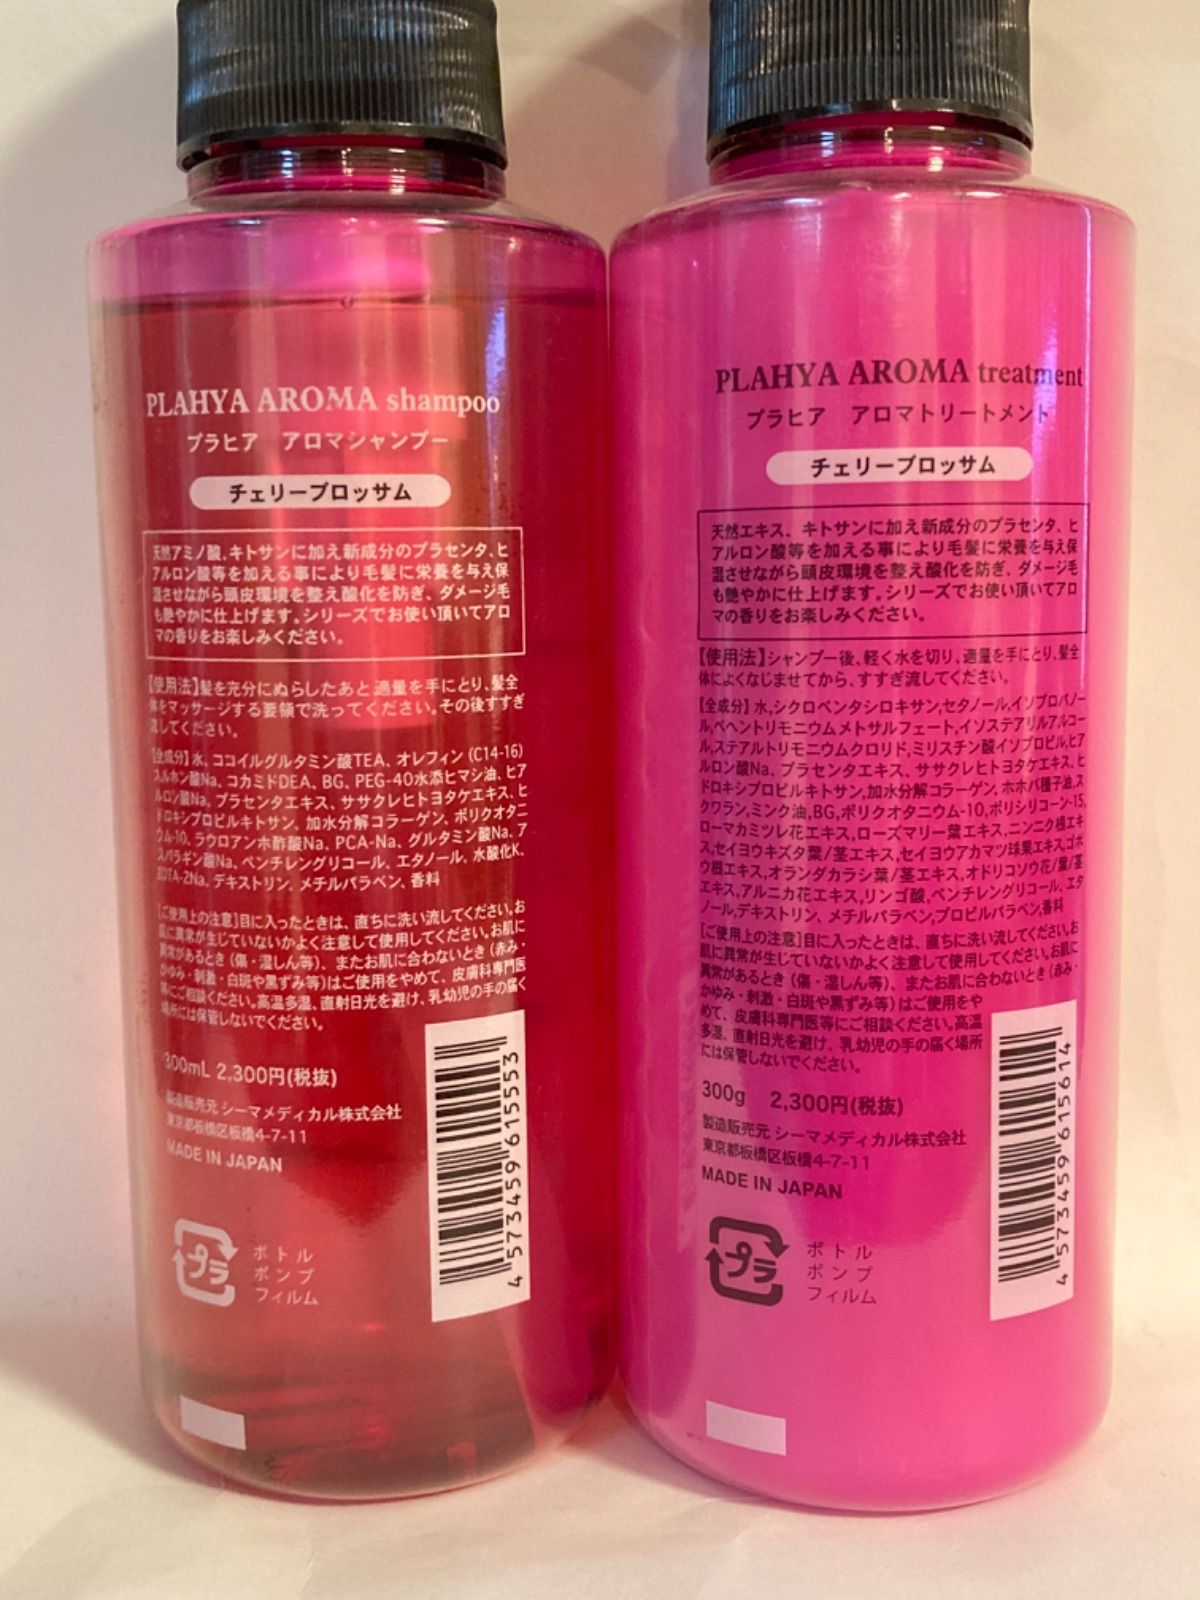 PLAHYA AROMA shampoo
プラヒア アロマシャンプー
チェリーブロッサム
天然アミノ酸、キトサンに加え新成分のプラセンタ、ヒ
アルロン酸等を加える事により毛髪に栄養を与え保
湿させながら頭皮環境を整え酸化を防ぎ、ダメージ毛
も艶やかに仕上げます。シリーズでお使い頂いてアロ
マの香りをお楽しみください。
【使用法】髪を充分にぬらしたあと適量を手にとり、髪全
体をマッサージする要領で洗ってください。その後すすぎ
流してください。
【全成分】水、ココイルグルタミン酸TEA、オレフィン(C14-16)
スルホン酸Na、コカミドDEA、BG、PEG-40水添ヒマシ油、ヒア
ルロン酸Na、プラセンタエキス、ササクレヒトヨタケエキス、ヒ
ドロキシプロピルキトサン、加水分解コラーゲン、ポリクオタニ
ウム-10、ラウロアンホ酢酸Na、PCA-Na、グルタミン酸Na、ア
スパラギン酸Na、ペンチレングリコール、エタノール、水酸化K、
EDTA-2Na、デキストリン、メチルパラベン、香料
【ご使用上の注意】目に入ったときは、直ちに洗い流してください。お
肌に異常が生じていないかよく注意して使用してください。お肌に
異常があるとき(傷・湿しん等)、またお肌に合わないとき(赤み・
かゆみ・刺激・白斑や黒ずみ等)はご使用をやめて、皮膚科専門医
等にご相談ください。高温多湿、直射日光を避け、乳幼児の手の届く
場所には保管しないでください。
300mL 2,300円(税抜)
製造販売元 シーマメディカル株式会社
東京都板橋区板橋4-7-11
MADE IN JAPAN
プラ
ボトル
ポンプ
フィルム
4573459615553
PLAHYA AROMA treatment
プラヒア アロマトリートメント
チェリーブロッサム
天然エキス、キトサンに加え新成分のプラセンタ、ヒ
アルロン酸等を加える事により毛髪に栄養を与え保
湿させながら頭皮環境を整え酸化を防ぎ、ダメージ毛
も艶やかに仕上げます。シリーズでお使い頂いてアロ
マの香りをお楽しみください。
【使用法】シャンプー後、軽く水を切り、適量を手にとり、髪全
体によくなじませてから、すすぎ流してください。
【全成分】水,シクロペンタシロキサン,セタノール,イソプロパノー
ル,ベヘントリモニウムメトサルフェート,イソステアリルアルコー
ル,ステアルトリモニウムクロリド,ミリスチン酸イソプロピル,ヒア
ルロン酸Na、プラセンタエキス、ササクレヒトヨタケエキス、ヒ
ドロキシプロピルキトサン,加水分解コラーゲン,ホホバ種子油,ス
クワラン,ミンク油,BG,ポリクオタニウム-10,ポリシリコーン-15,
ローマカミツレ花エキス,ローズマリー葉エキス,ニンニク根エキ
ス,セイヨウキズタ葉/茎エキス,セイヨウアカマツ球果エキス,ゴボ
ウ根エキス,オランダカラシ葉/茎エキス,オドリコソウ花/葉/茎
エキス,アルニカ花エキス,リンゴ酸,ペンチレングリコール、エタ
ノール,デキストリン、メチルパラベン,プロピルパラベン,香料
【ご使用上の注意】目に入ったときは、直ちに洗い流してください。お
肌に異常が生じていないかよく注意して使用してください。お肌に
異常があるとき(傷・湿しん等)、またお肌に合わないとき(赤み・
かゆみ・刺激・白斑や黒ずみ等)はご使用をや
めて、皮膚科専門医等にご相談ください。高温
多湿、直射日光を避け、乳幼児の手の届く場所
には保管しないでください。
300g 2,300円(税抜)
製造販売元 シーマメディカル株式会社
東京都板橋区板橋4-7-11
MADE IN JAPAN
プラ
ボトル
ポンプ
フィルム
4573459615614